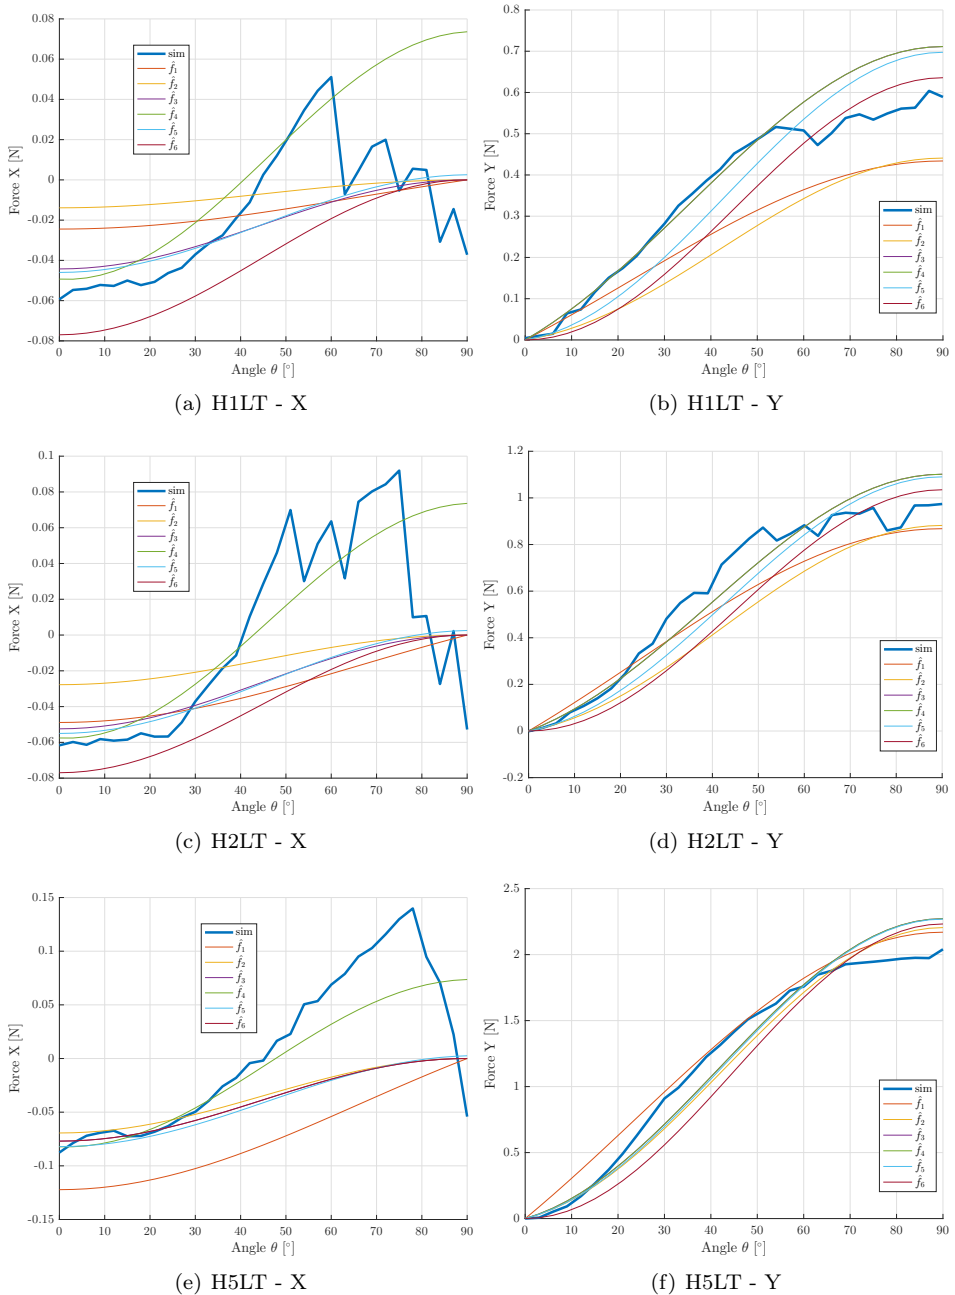 0.08
0.06
0.04
0.02
0
-0.02
-0.04
-0.06
-0.08
Force X [N]
sim
f̂₁
f̂₂
f̂₃
f̂₄
f̂₅
f̂₆
0 10 20 30 40 50 60 70 80 90
Angle θ [°]
(a) H1LT - X
0.8
0.7
0.6
0.5
0.4
0.3
0.2
0.1
0
Force Y [N]
sim
f̂₁
f̂₂
f̂₃
f̂₄
f̂₅
f̂₆
0 10 20 30 40 50 60 70 80 90
Angle θ [°]
(b) H1LT - Y
0.1
0.08
0.06
0.04
0.02
0
-0.02
-0.04
-0.06
-0.08
Force X [N]
sim
f̂₁
f̂₂
f̂₃
f̂₄
f̂₅
f̂₆
0 10 20 30 40 50 60 70 80 90
Angle θ [°]
(c) H2LT - X
1.2
1
0.8
0.6
0.4
0.2
0
-0.2
Force Y [N]
sim
f̂₁
f̂₂
f̂₃
f̂₄
f̂₅
f̂₆
0 10 20 30 40 50 60 70 80 90
Angle θ [°]
(d) H2LT - Y
0.15
0.1
0.05
0
-0.05
-0.1
-0.15
Force X [N]
sim
f̂₁
f̂₂
f̂₃
f̂₄
f̂₅
f̂₆
0 10 20 30 40 50 60 70 80 90
Angle θ [°]
(e) H5LT - X
2.5
2
1.5
1
0.5
0
Force Y [N]
sim
f̂₁
f̂₂
f̂₃
f̂₄
f̂₅
f̂₆
0 10 20 30 40 50 60 70 80 90
Angle θ [°]
(f) H5LT - Y